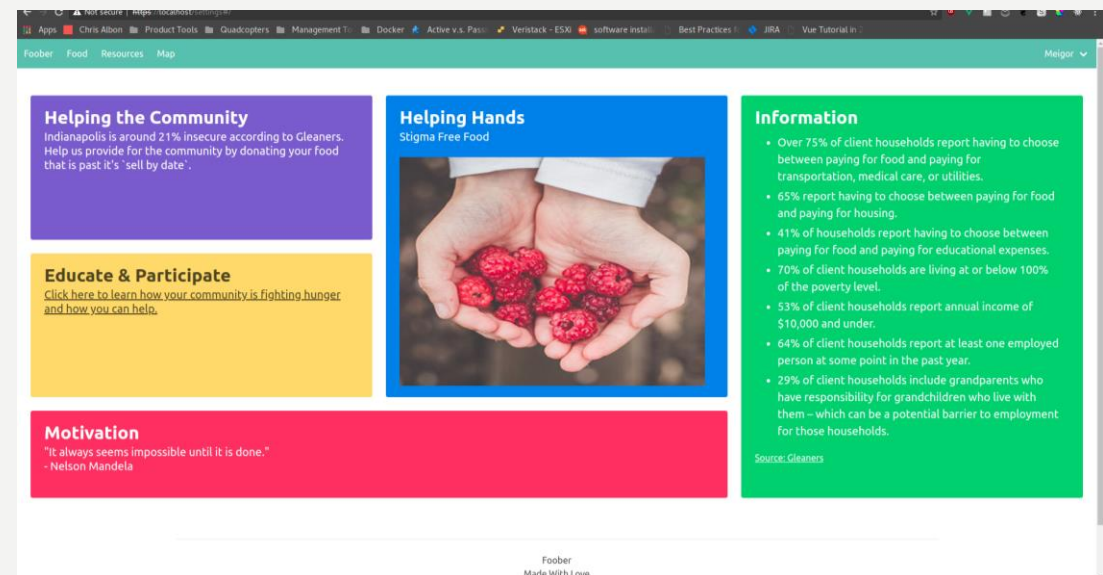 Not secure | https://localhost/settings#/
Apps Chris Albon Product Tools Quadcopters Management To Docker Active v.s. Pass Veristack - ESXi software install Best Practices JIRA Vue Tutorial in 2
Foober Food Resources Map Meigor
Helping the Community
Indianapolis is around 21% insecure according to Gleaners.
Help us provide for the community by donating your food
that is past it's `sell by date`.
Educate & Participate
Click here to learn how your community is fighting hunger
and how you can help.
Motivation
"It always seems impossible until it is done."
- Nelson Mandela
Helping Hands
Stigma Free Food
Information
• Over 75% of client households report having to choose
between paying for food and paying for
transportation, medical care, or utilities.
• 65% report having to choose between paying for food
and paying for housing.
• 41% of households report having to choose between
paying for food and paying for educational expenses.
• 70% of client households are living at or below 100%
of the poverty level.
• 53% of client households report annual income of
$10,000 and under.
• 64% of client households report at least one employed
person at some point in the past year.
• 29% of client households include grandparents who
have responsibility for grandchildren who live with
them – which can be a potential barrier to employment
for those households.
Source: Gleaners
Foober
Made With Love